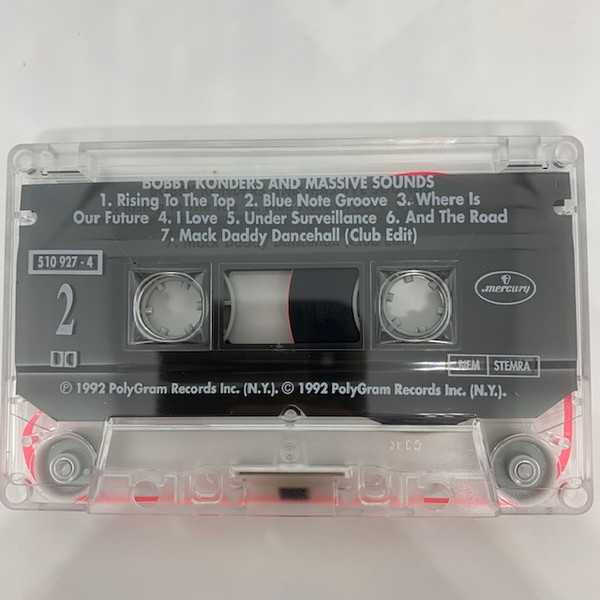 BOBBY KONDERS AND MASSIVE SOUNDS
1. Rising To The Top 2. Blue Note Groove 3. Where Is
Our Future 4. I Love 5. Under Surveillance 6. And The Road
7. Mack Daddy Dancehall (Club Edit)
510 927 - 4
2
mercury
STEMRA
℗ 1992 PolyGram Records Inc. (N.Y.). © 1992 PolyGram Records Inc. (N.Y.).